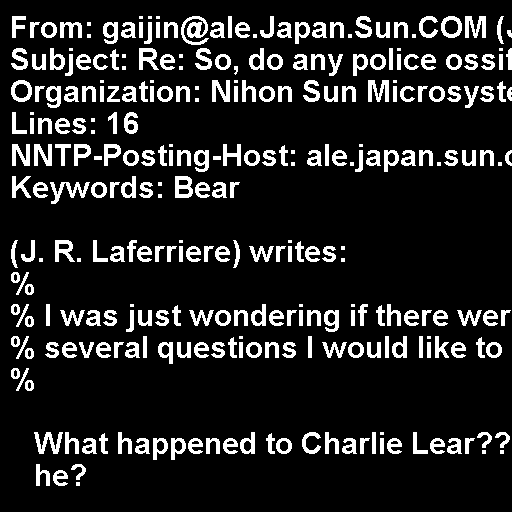 From: gaijin@ale.Japan.Sun.COM (J
Subject: Re: So, do any police ossif
Organization: Nihon Sun Microsyste
Lines: 16
NNTP-Posting-Host: ale.japan.sun.c
Keywords: Bear

(J. R. Laferriere) writes:
%
% I was just wondering if there wer
% several questions I would like to
%

What happened to Charlie Lear??
he?